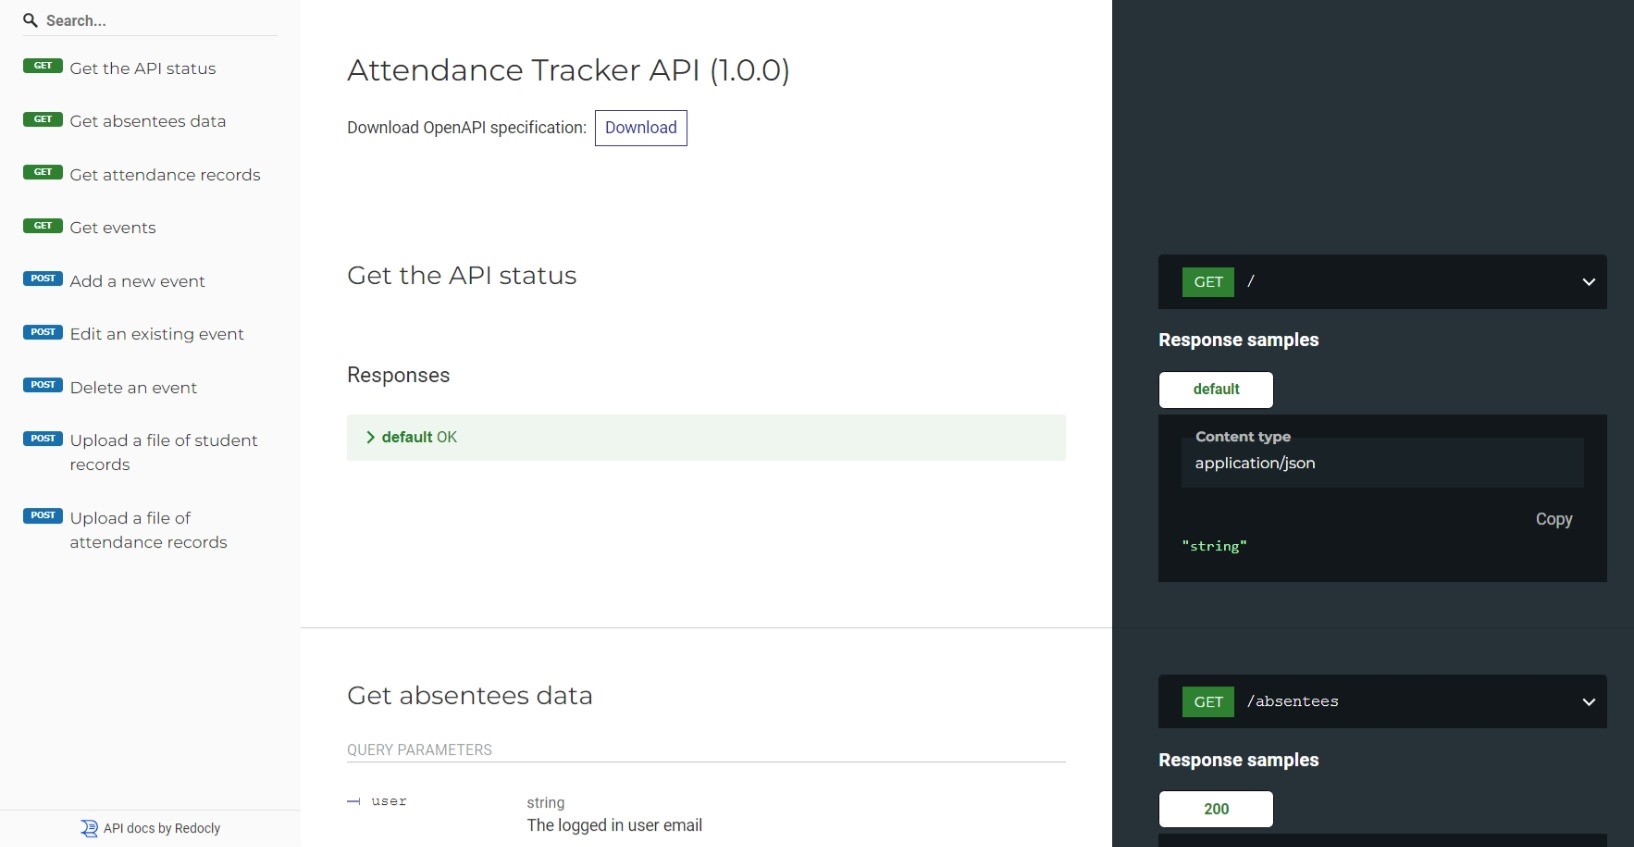 Search...
GET Get the API status
GET Get absentees data
GET Get attendance records
GET Get events
POST Add a new event
POST Edit an existing event
POST Delete an event
POST Upload a file of student
records
POST Upload a file of
attendance records
API docs by Redocly
Attendance Tracker API (1.0.0)
Download OpenAPI specification: Download
Get the API status
Responses
default OK
Get absentees data
QUERY PARAMETERS
user string
The logged in user email
GET /
Response samples
default
Content type
application/json
Copy
"string"
GET /absentees
Response samples
200